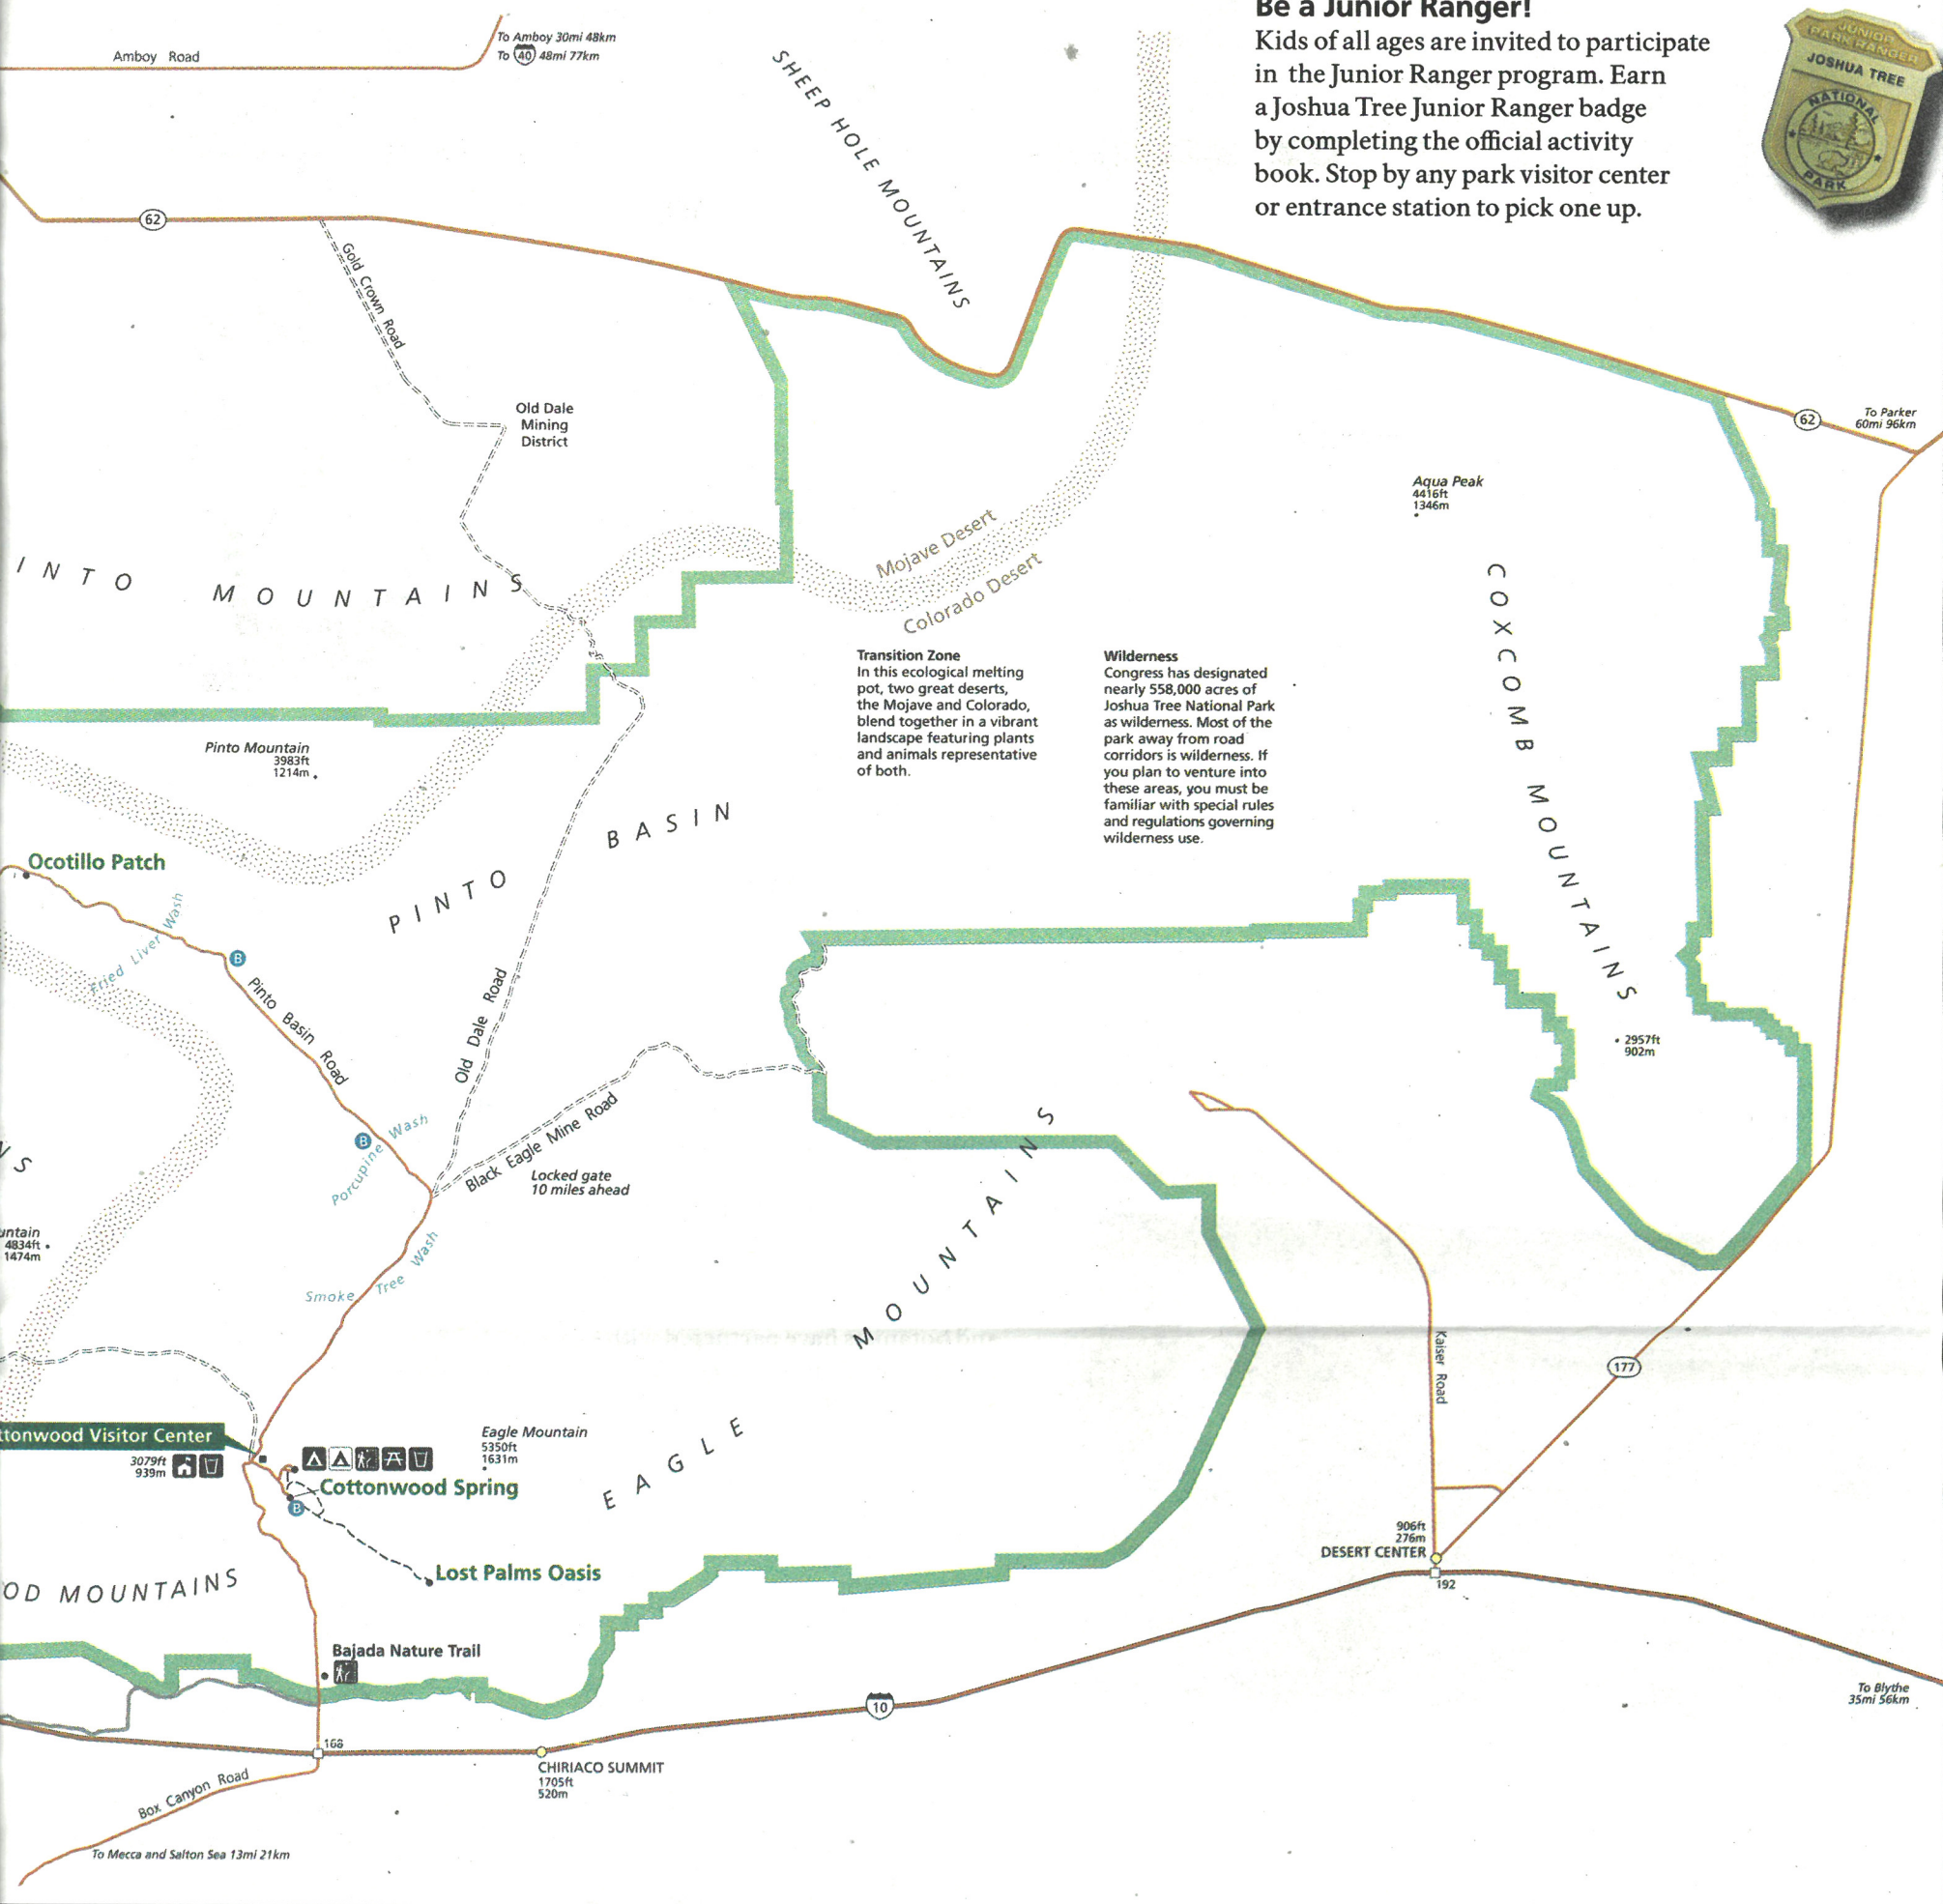 Be a Junior Ranger!
Kids of all ages are invited to participate
in the Junior Ranger program. Earn
a Joshua Tree Junior Ranger badge
by completing the official activity
book. Stop by any park visitor center
or entrance station to pick one up.
JUNIOR
PARK RANGER
JOSHUA TREE
NATIONAL
PARK
Amboy Road
To Amboy 30mi 48km
To 40 48mi 77km
SHEEP HOLE MOUNTAINS
62
Gold Crown Road
Old Dale
Mining
District
62
To Parker
60mi 96km
Aqua Peak
4416ft
1346m
Mojave Desert
Colorado Desert
INTO MOUNTAINS
COXCOMB MOUNTAINS
Transition Zone
In this ecological melting
pot, two great deserts,
the Mojave and Colorado,
blend together in a vibrant
landscape featuring plants
and animals representative
of both.
Wilderness
Congress has designated
nearly 558,000 acres of
Joshua Tree National Park
as wilderness. Most of the
park away from road
corridors is wilderness. If
you plan to venture into
these areas, you must be
familiar with special rules
and regulations governing
wilderness use.
Pinto Mountain
3983ft
1214m
PINTO BASIN
Ocotillo Patch
Fried Liver Wash
B
Pinto Basin Road
Old Dale Road
2957ft
902m
B
Porcupine Wash
Black Eagle Mine Road
Locked gate
10 miles ahead
NS
untain
4834ft
1474m
Smoke Tree Wash
EAGLE MOUNTAINS
Kaiser Road
177
ttonwood Visitor Center
3079ft
939m
Eagle Mountain
5350ft
1631m
Cottonwood Spring
B
Lost Palms Oasis
OD MOUNTAINS
906ft
276m
DESERT CENTER
192
Bajada Nature Trail
10
To Blythe
35mi 56km
168
CHIRIACO SUMMIT
1705ft
520m
Box Canyon Road
To Mecca and Salton Sea 13mi 21km